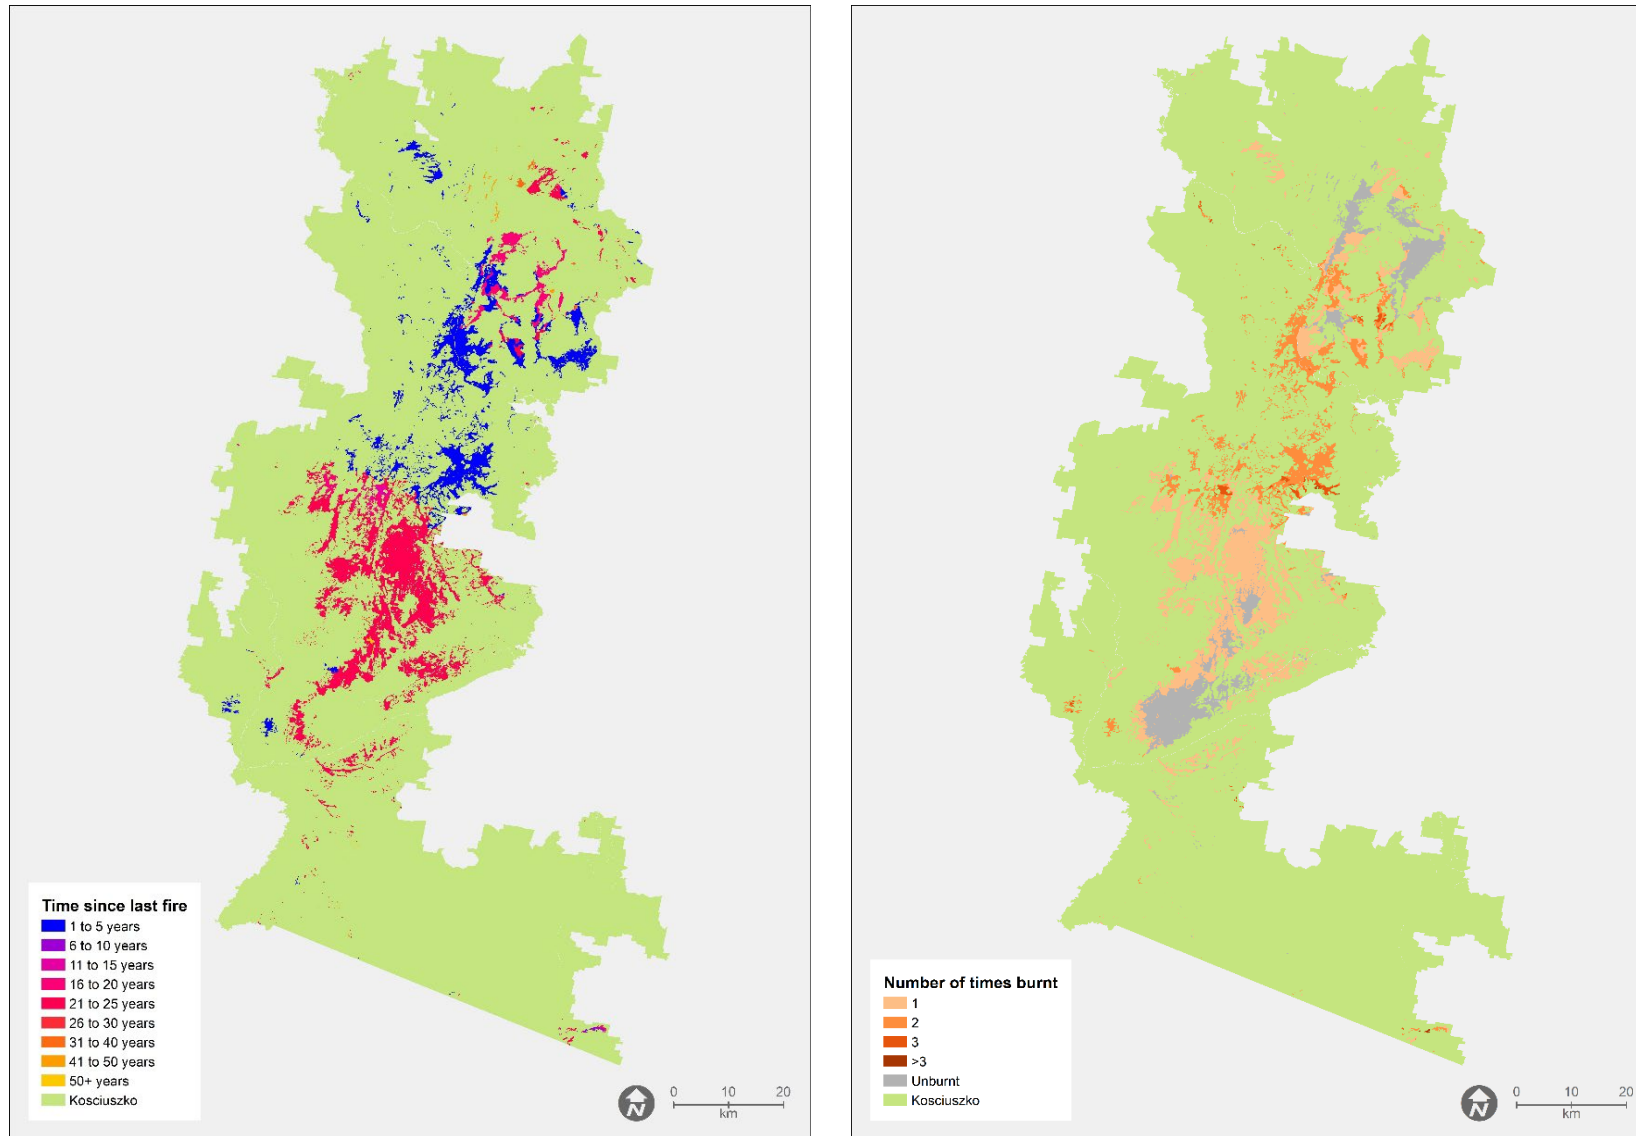 Time since last fire
1 to 5 years
6 to 10 years
11 to 15 years
16 to 20 years
21 to 25 years
26 to 30 years
31 to 40 years
41 to 50 years
50+ years
Kosciuszko
N
0 10 20
km
Number of times burnt
1
2
3
>3
Unburnt
Kosciuszko
N
0 10 20
km